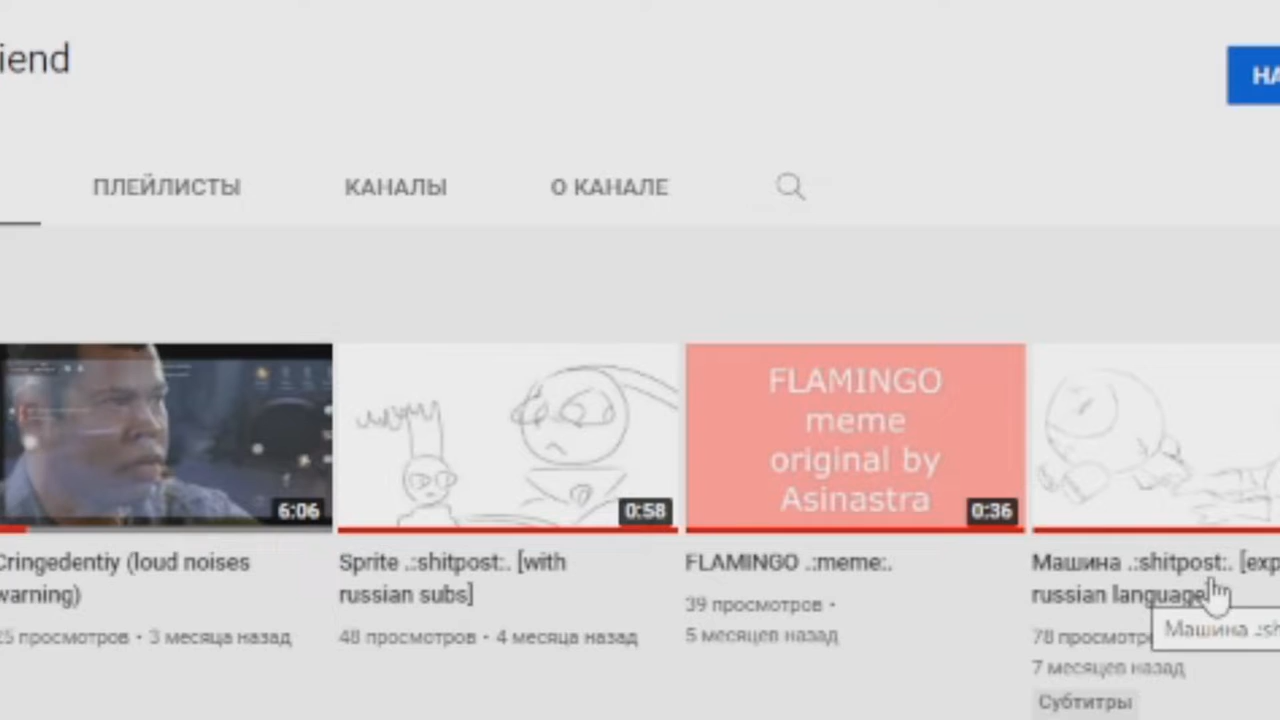 iend
НА
ПЛЕЙЛИСТЫ КАНАЛЫ О КАНАЛЕ
6:06
0:58
FLAMINGO
meme
original by
Asinastra
0:36
Cringedentiy (loud noises
warning)
25 просмотров • 3 месяца назад
Sprite .:shitpost:. [with
russian subs]
48 просмотров • 4 месяца назад
FLAMINGO .:meme:.
39 просмотров •
5 месяцев назад
Машина .:shitpost:. [exp
russian language
78 просмотр
7 месяцев назад
Субтитры
Машина .:sh